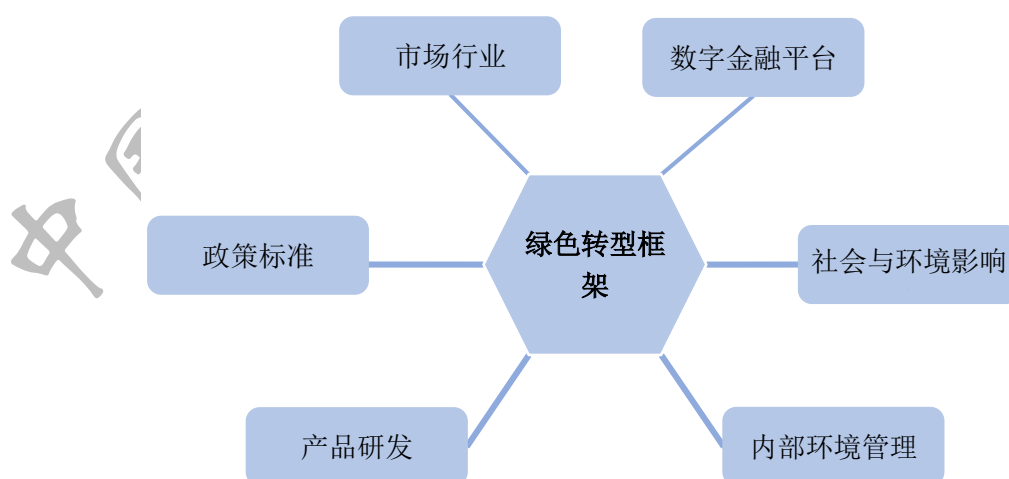 市场行业
数字金融平台
政策标准
绿色转型框
架
社会与环境影响
产品研发
内部环境管理
中